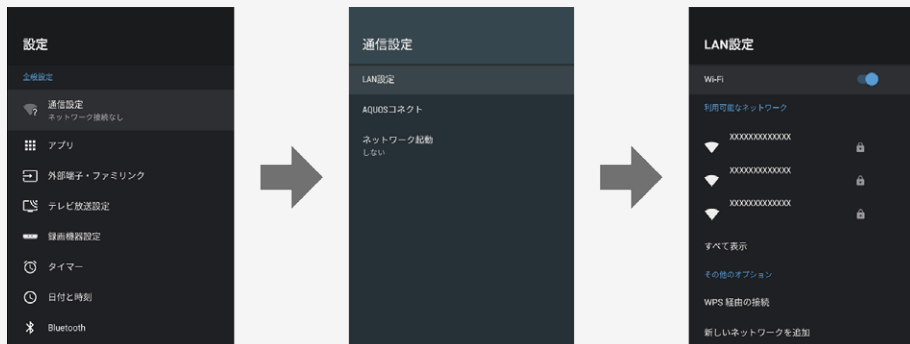 設定
全般設定
通信設定
ネットワーク接続なし
アプリ
外部端子・ファミリンク
テレビ放送設定
録画機器設定
タイマー
日付と時刻
Bluetooth
通信設定
LAN設定
AQUOSコネクト
ネットワーク起動
しない
LAN設定
Wi-Fi
利用可能なネットワーク
XXXXXXXXXXXXX
XXXXXXXXXXXXX
XXXXXXXXXXXXX
すべて表示
その他のオプション
WPS 経由の接続
新しいネットワークを追加